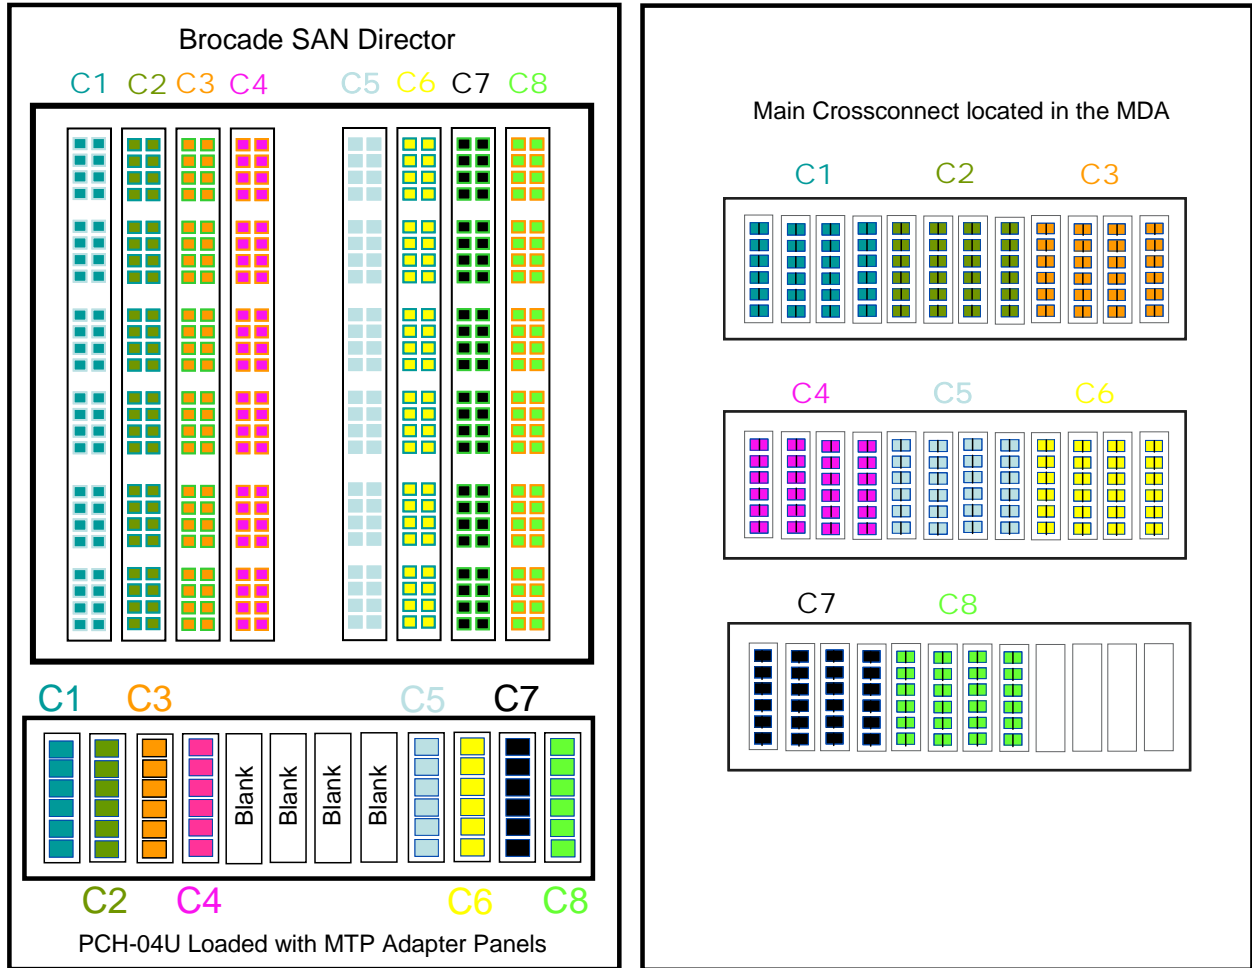 Brocade SAN Director
C1 C2 C3 C4 C5 C6 C7 C8
C1 C3 C5 C7
Blank Blank Blank Blank
C2 C4 C6 C8
PCH-04U Loaded with MTP Adapter Panels
Main Crossconnect located in the MDA
C1 C2 C3
C4 C5 C6
C7 C8